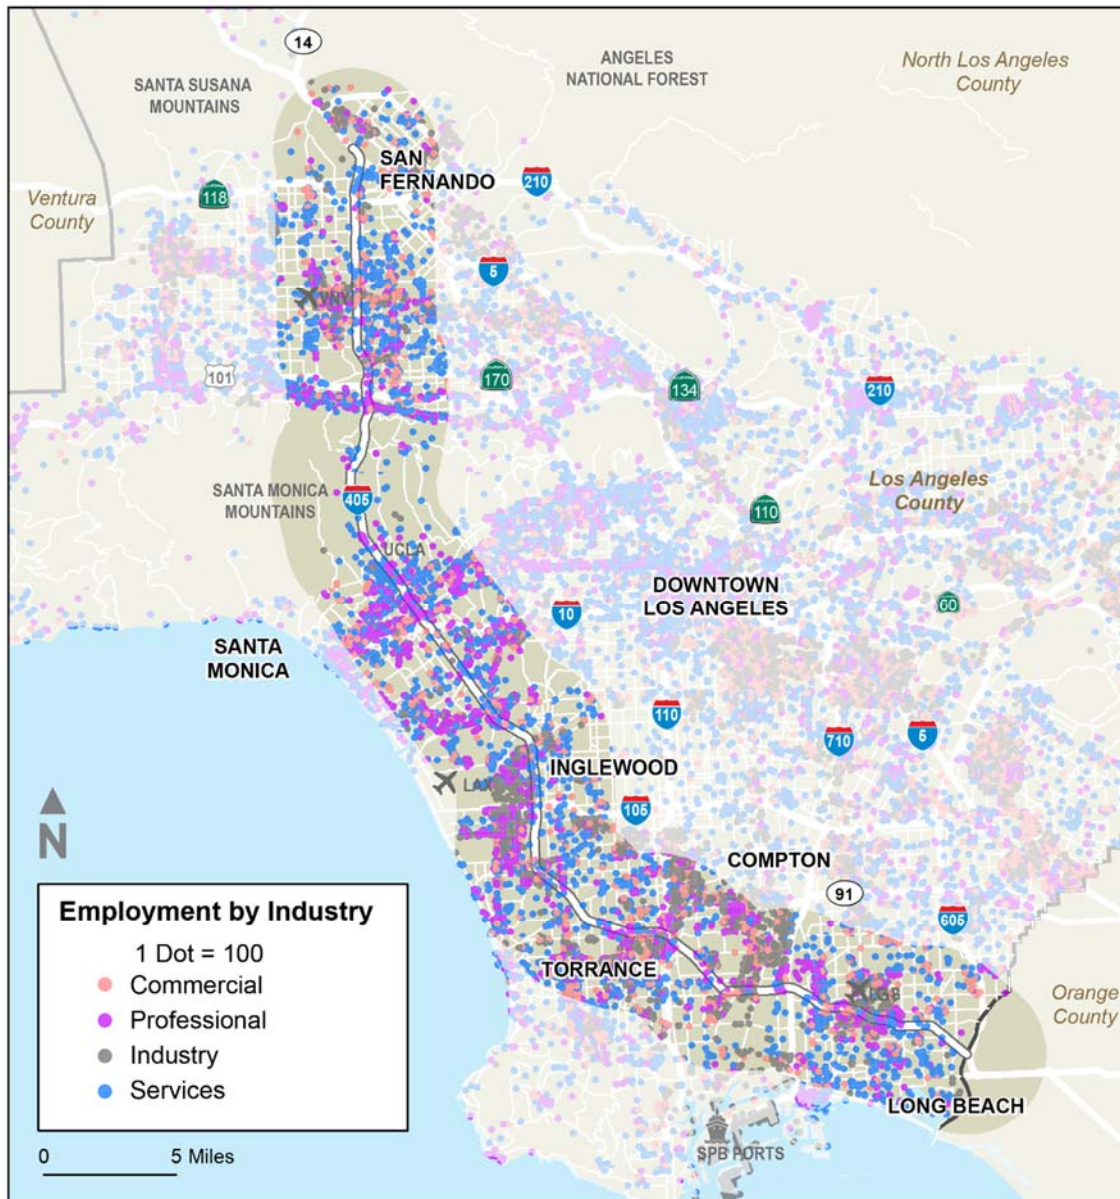 14
SANTA SUSANA
MOUNTAINS
ANGELES
NATIONAL FOREST
North Los Angeles
County
SAN
FERNANDO
210
118
Ventura
County
5
VNY
101
170
134
210
SANTA MONICA
MOUNTAINS
405
Los Angeles
County
110
UCLA
DOWNTOWN
LOS ANGELES
10
60
SANTA
MONICA
110
710
5
INGLEWOOD
LAX
105
N
COMPTON
91
605
TORRANCE
LGB
Orange
County
LONG BEACH
SPB PORTS
Employment by Industry
1 Dot = 100
Commercial
Professional
Industry
Services
0 5 Miles